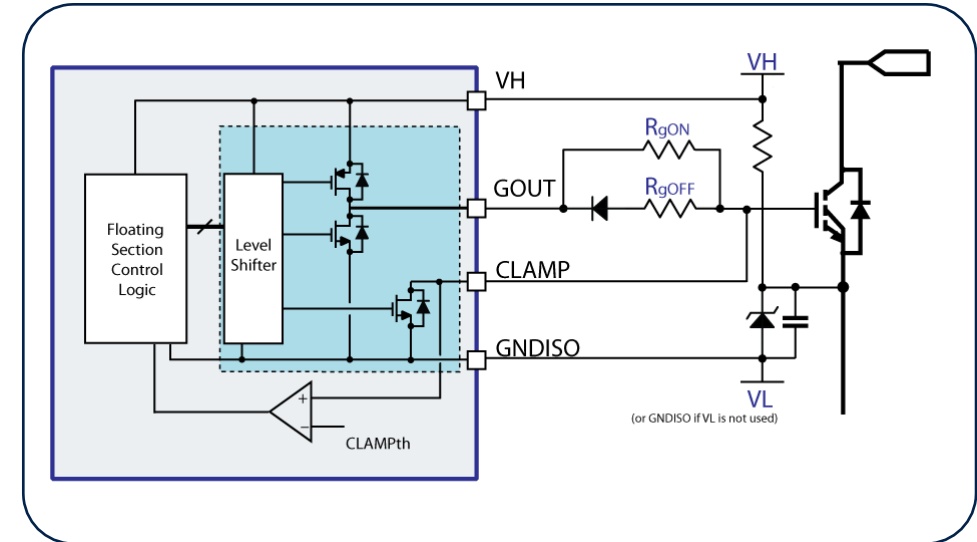 VH
VH
RgON
GOUT
RgOFF
Floating
Section
Control
Logic
Level
Shifter
CLAMP
GNDISO
VL
(or GNDISO if VL is not used)
+
−
CLAMPth